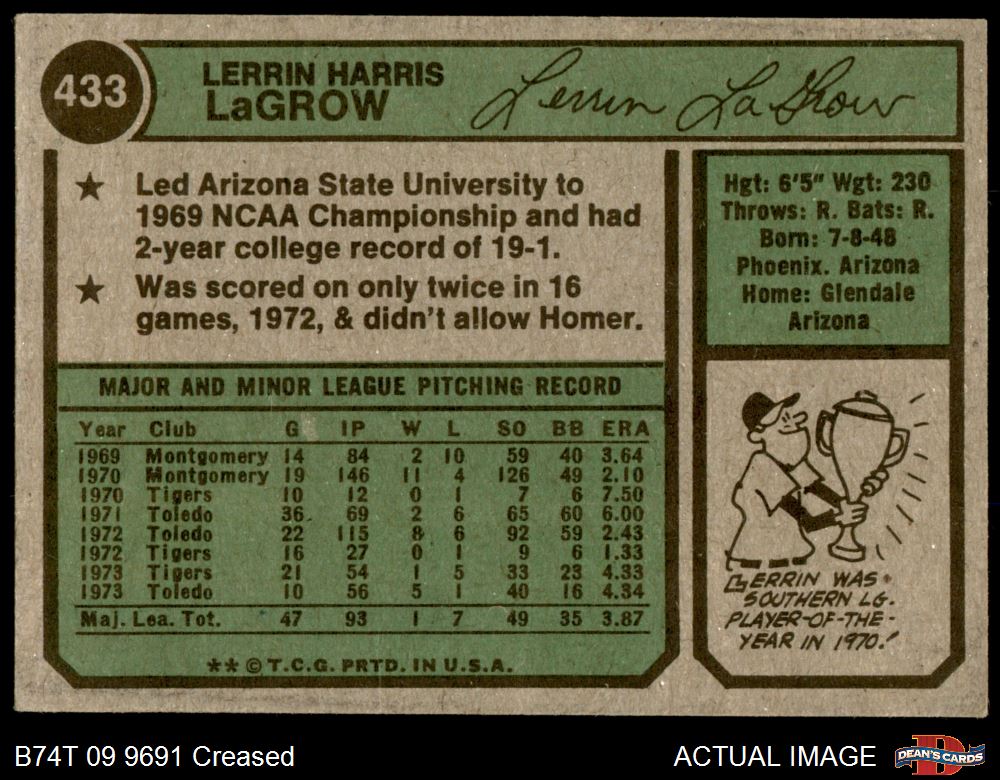 433
LERRIN HARRIS
LaGROW
Lerrin LaGrow
★ Led Arizona State University to
1969 NCAA Championship and had
2-year college record of 19-1.
★ Was scored on only twice in 16
games, 1972, & didn't allow Homer.
Hgt: 6'5" Wgt: 230
Throws: R. Bats: R.
Born: 7-8-48
Phoenix. Arizona
Home: Glendale
Arizona
MAJOR AND MINOR LEAGUE PITCHING RECORD
Year Club G IP W L SO BB ERA
1969 Montgomery 14 84 2 10 59 40 3.64
1970 Montgomery 19 146 11 4 126 49 2.10
1970 Tigers 10 12 0 1 7 6 7.50
1971 Toledo 36 69 2 6 65 60 6.00
1972 Toledo 22 115 8 6 92 59 2.43
1972 Tigers 16 27 0 1 9 6 1.33
1973 Tigers 21 54 1 5 33 23 4.33
1973 Toledo 10 56 5 1 40 16 4.34
Maj. Lea. Tot. 47 93 1 7 49 35 3.87
** © T.C.G. PRTD. IN U.S.A.
LERRIN WAS
SOUTHERN LG.
PLAYER-OF-THE-
YEAR IN 1970!
B74T 09 9691 Creased
ACTUAL IMAGE
DEAN'S CARDS